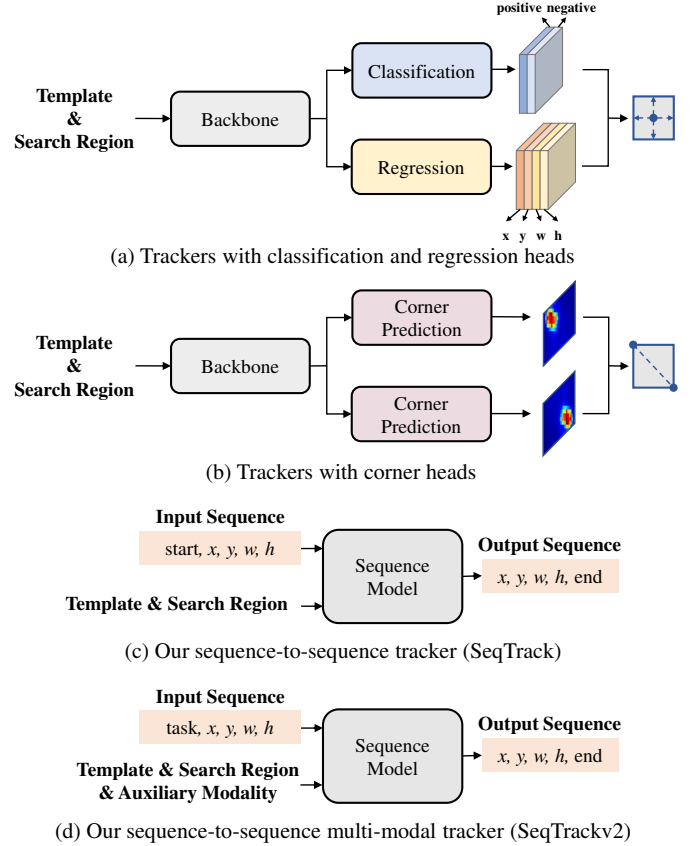 positive negative
Classification
Template
&
Search Region
Backbone
Regression
x y w h
(a) Trackers with classification and regression heads
Corner
Prediction
Template
&
Search Region
Backbone
Corner
Prediction
(b) Trackers with corner heads
Input Sequence
start, x, y, w, h
Template & Search Region
Sequence
Model
Output Sequence
x, y, w, h, end
(c) Our sequence-to-sequence tracker (SeqTrack)
Input Sequence
task, x, y, w, h
Template & Search Region
& Auxiliary Modality
Sequence
Model
Output Sequence
x, y, w, h, end
(d) Our sequence-to-sequence multi-modal tracker (SeqTrackv2)